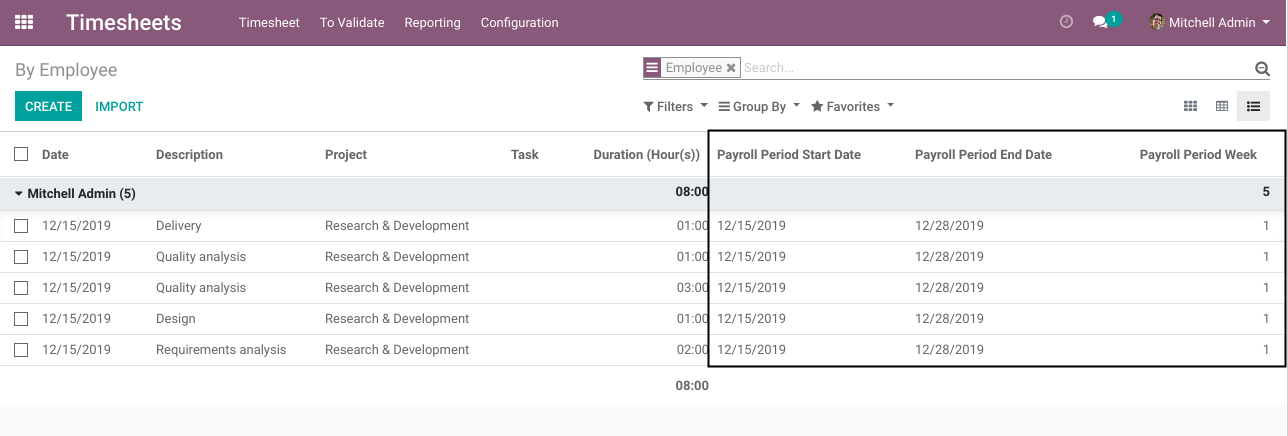 Timesheets Timesheet To Validate Reporting Configuration 1 Mitchell Admin
By Employee Employee Search...
CREATE IMPORT Filters Group By Favorites
Date Description Project Task Duration (Hour(s)) Payroll Period Start Date Payroll Period End Date Payroll Period Week
Mitchell Admin (5) 08:00 5
12/15/2019 Delivery Research & Development 01:00 12/15/2019 12/28/2019 1
12/15/2019 Quality analysis Research & Development 01:00 12/15/2019 12/28/2019 1
12/15/2019 Quality analysis Research & Development 03:00 12/15/2019 12/28/2019 1
12/15/2019 Design Research & Development 01:00 12/15/2019 12/28/2019 1
12/15/2019 Requirements analysis Research & Development 02:00 12/15/2019 12/28/2019 1
08:00